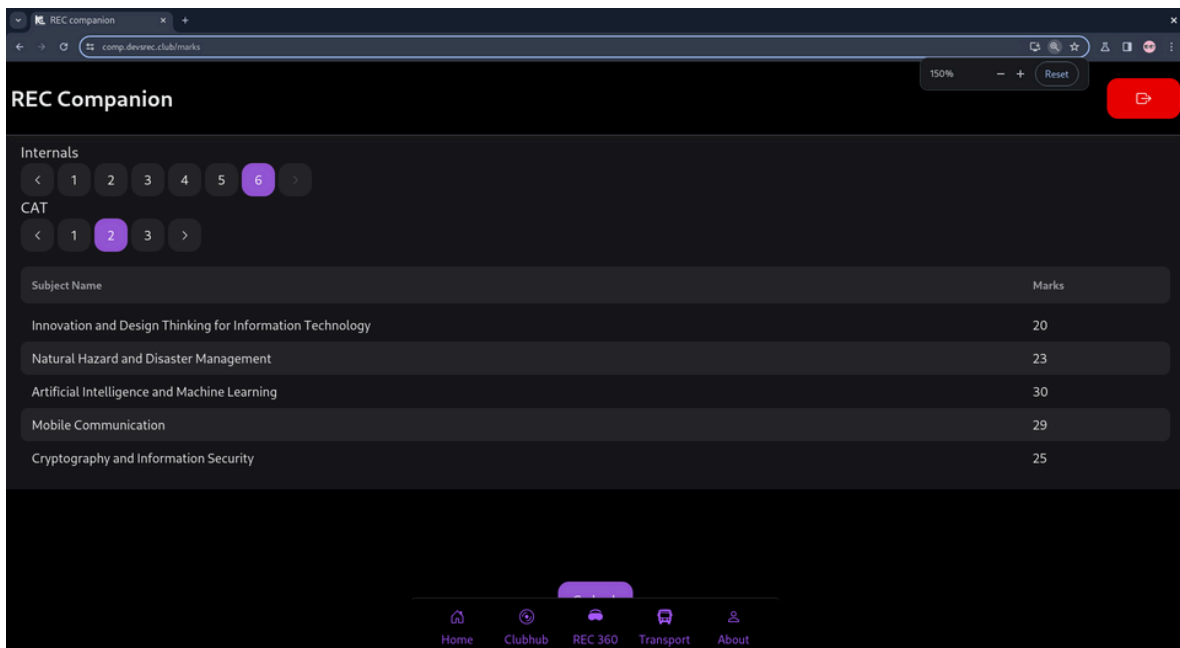 REC companion
comp.devsrec.club/marks
150% − + Reset
REC Companion
Internals
< 1 2 3 4 5 6 >
CAT
< 1 2 3 >
Subject Name Marks
Innovation and Design Thinking for Information Technology 20
Natural Hazard and Disaster Management 23
Artificial Intelligence and Machine Learning 30
Mobile Communication 29
Cryptography and Information Security 25
Home Clubhub REC 360 Transport About